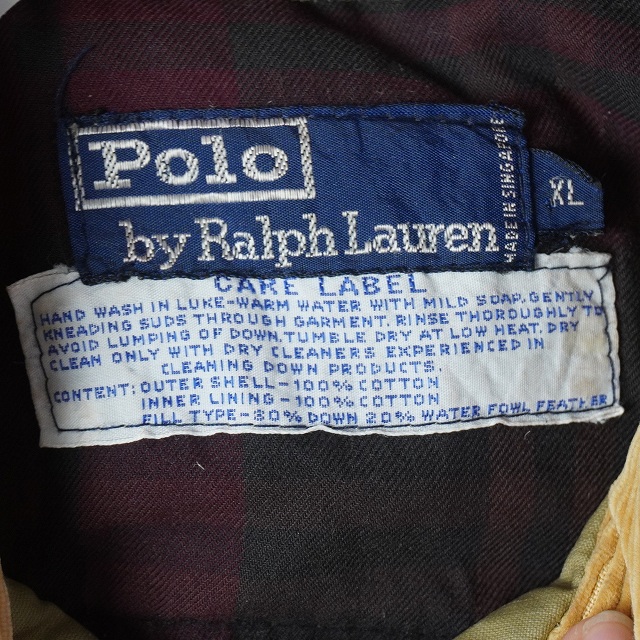 Polo
by Ralph Lauren
MADE IN SINGAPORE
XL
CARE LABEL
HAND WASH IN LUKE-WARM WATER WITH MILD SOAP. GENTLY
KNEADING SUDS THROUGH GARMENT. RINSE THOROUGHLY TO
AVOID LUMPING OF DOWN. TUMBLE DRY AT LOW HEAT. DRY
CLEAN ONLY WITH DRY CLEANERS EXPERIENCED IN
CLEANING DOWN PRODUCTS.
CONTENT: OUTER SHELL-100% COTTON
INNER LINING-100% COTTON
FILL TYPE-80% DOWN 20% WATER FOWL FEATHER